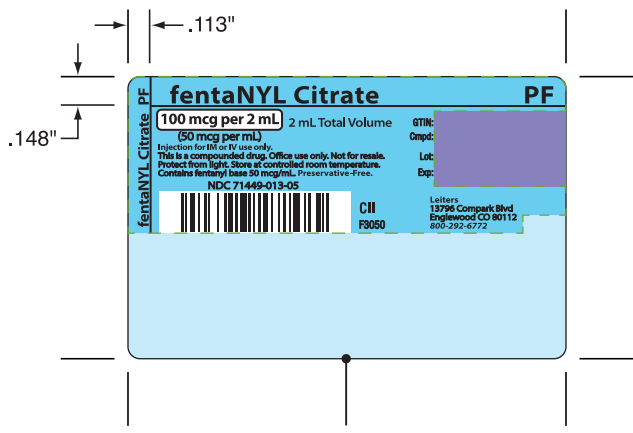 .113"
.148"
fentaNYL Citrate PF
fentaNYL Citrate PF
100 mcg per 2 mL 2 mL Total Volume
(50 mcg per mL)
Injection for IM or IV use only.
This is a compounded drug. Office use only. Not for resale.
Protect from light. Store at controlled room temperature.
Contains fentanyl base 50 mcg/mL. Preservative-Free.
NDC 71449-013-05
GTIN:
Cmpd:
Lot:
Exp:
CII
F3050
Leiters
13796 Compark Blvd
Englewood CO 80112
800-292-6772